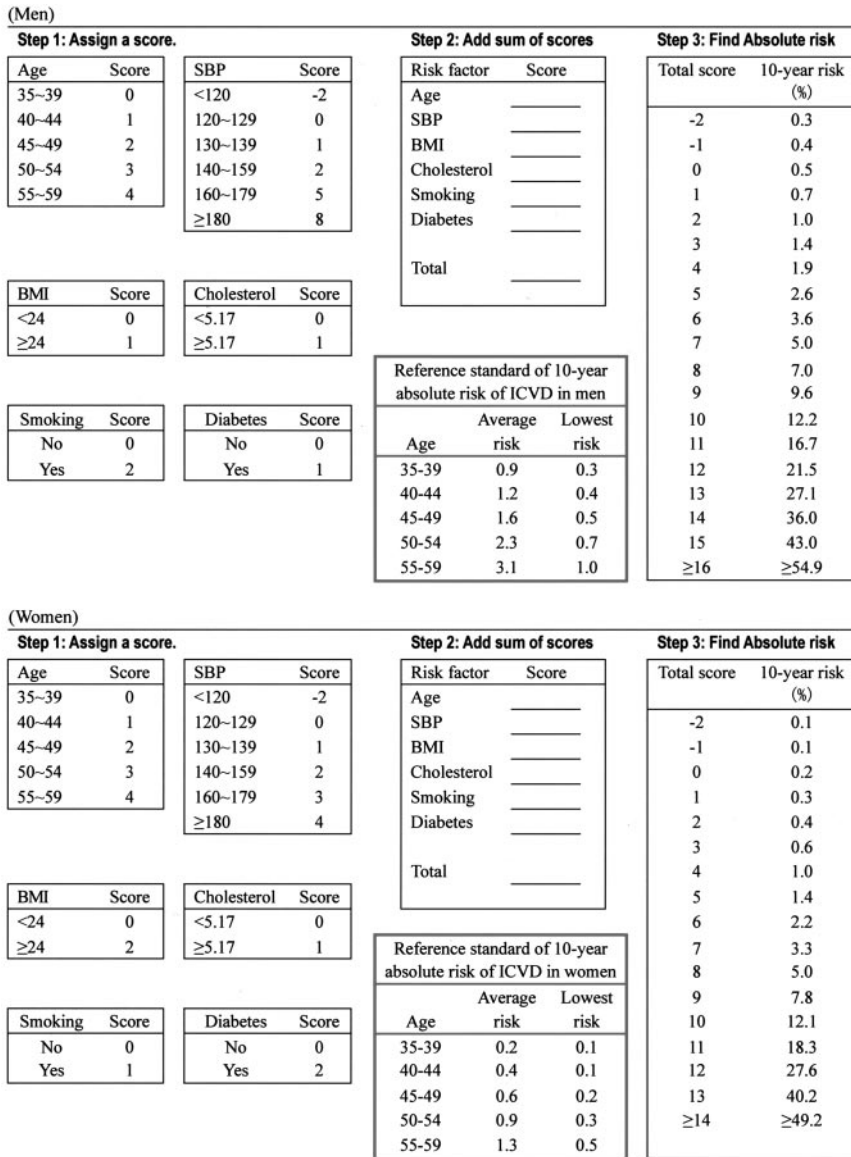 (Men)
Step 1: Assign a score.
Age Score
35~39 0
40~44 1
45~49 2
50~54 3
55~59 4
SBP Score
<120 -2
120~129 0
130~139 1
140~159 2
160~179 5
≥180 8
BMI Score
<24 0
≥24 1
Cholesterol Score
<5.17 0
≥5.17 1
Smoking Score
No 0
Yes 2
Diabetes Score
No 0
Yes 1
Step 2: Add sum of scores
Risk factor Score
Age
SBP
BMI
Cholesterol
Smoking
Diabetes
Total
Reference standard of 10-year
absolute risk of ICVD in men
Average Lowest
Age risk risk
35-39 0.9 0.3
40-44 1.2 0.4
45-49 1.6 0.5
50-54 2.3 0.7
55-59 3.1 1.0
Step 3: Find Absolute risk
Total score 10-year risk
(%)
-2 0.3
-1 0.4
0 0.5
1 0.7
2 1.0
3 1.4
4 1.9
5 2.6
6 3.6
7 5.0
8 7.0
9 9.6
10 12.2
11 16.7
12 21.5
13 27.1
14 36.0
15 43.0
≥16 ≥54.9
(Women)
Step 1: Assign a score.
Age Score
35~39 0
40~44 1
45~49 2
50~54 3
55~59 4
SBP Score
<120 -2
120~129 0
130~139 1
140~159 2
160~179 3
≥180 4
BMI Score
<24 0
≥24 2
Cholesterol Score
<5.17 0
≥5.17 1
Smoking Score
No 0
Yes 1
Diabetes Score
No 0
Yes 2
Step 2: Add sum of scores
Risk factor Score
Age
SBP
BMI
Cholesterol
Smoking
Diabetes
Total
Reference standard of 10-year
absolute risk of ICVD in women
Average Lowest
Age risk risk
35-39 0.2 0.1
40-44 0.4 0.1
45-49 0.6 0.2
50-54 0.9 0.3
55-59 1.3 0.5
Step 3: Find Absolute risk
Total score 10-year risk
(%)
-2 0.1
-1 0.1
0 0.2
1 0.3
2 0.4
3 0.6
4 1.0
5 1.4
6 2.2
7 3.3
8 5.0
9 7.8
10 12.1
11 18.3
12 27.6
13 40.2
≥14 ≥49.2